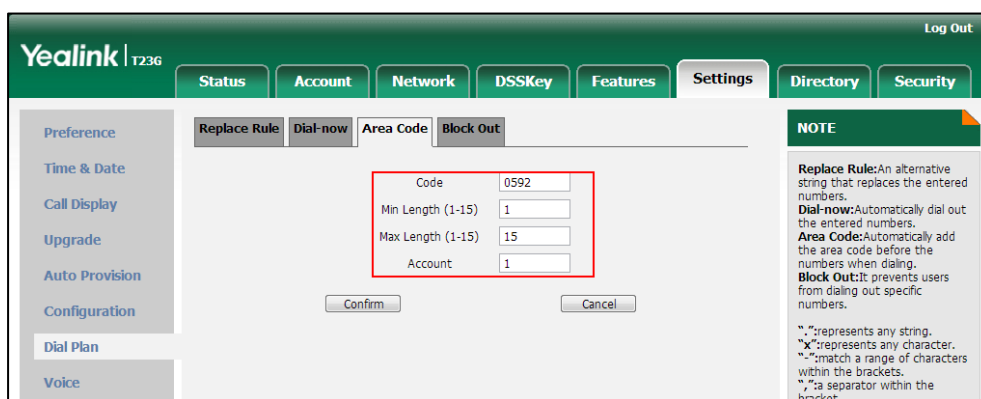 Log Out
Yealink T23G
Status Account Network DSSKey Features Settings Directory Security
Preference
Time & Date
Call Display
Upgrade
Auto Provision
Configuration
Dial Plan
Voice
Replace Rule Dial-now Area Code Block Out
Code 0592
Min Length (1-15) 1
Max Length (1-15) 15
Account 1
Confirm Cancel
NOTE
Replace Rule:An alternative
string that replaces the entered
numbers.
Dial-now:Automatically dial out
the entered numbers.
Area Code:Automatically add
the area code before the
numbers when dialing.
Block Out:It prevents users
from dialing out specific
numbers.
".":represents any string.
"x":represents any character.
"-":match a range of characters
within the brackets.
",":a separator within the
bracket.